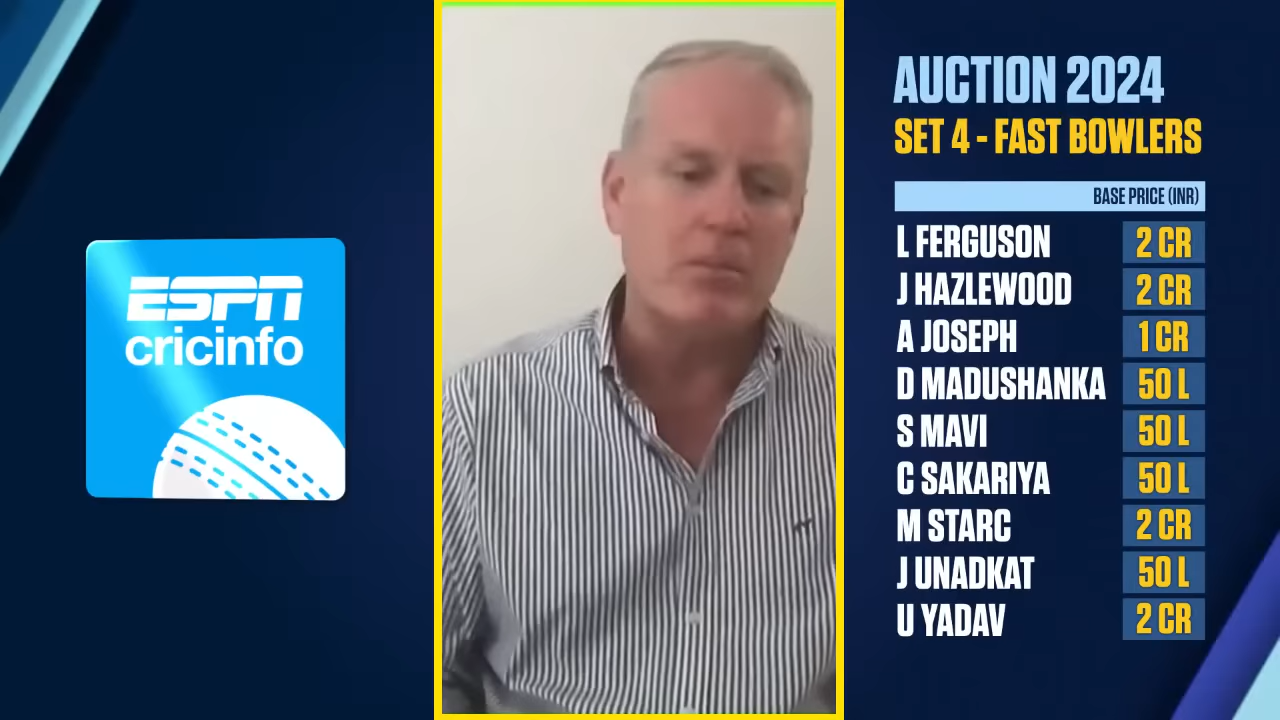 ESPN
cricinfo
AUCTION 2024
SET 4 - FAST BOWLERS
BASE PRICE (INR)
L FERGUSON 2 CR
J HAZLEWOOD 2 CR
A JOSEPH 1 CR
D MADUSHANKA 50 L
S MAVI 50 L
C SAKARIYA 50 L
M STARC 2 CR
J UNADKAT 50 L
U YADAV 2 CR